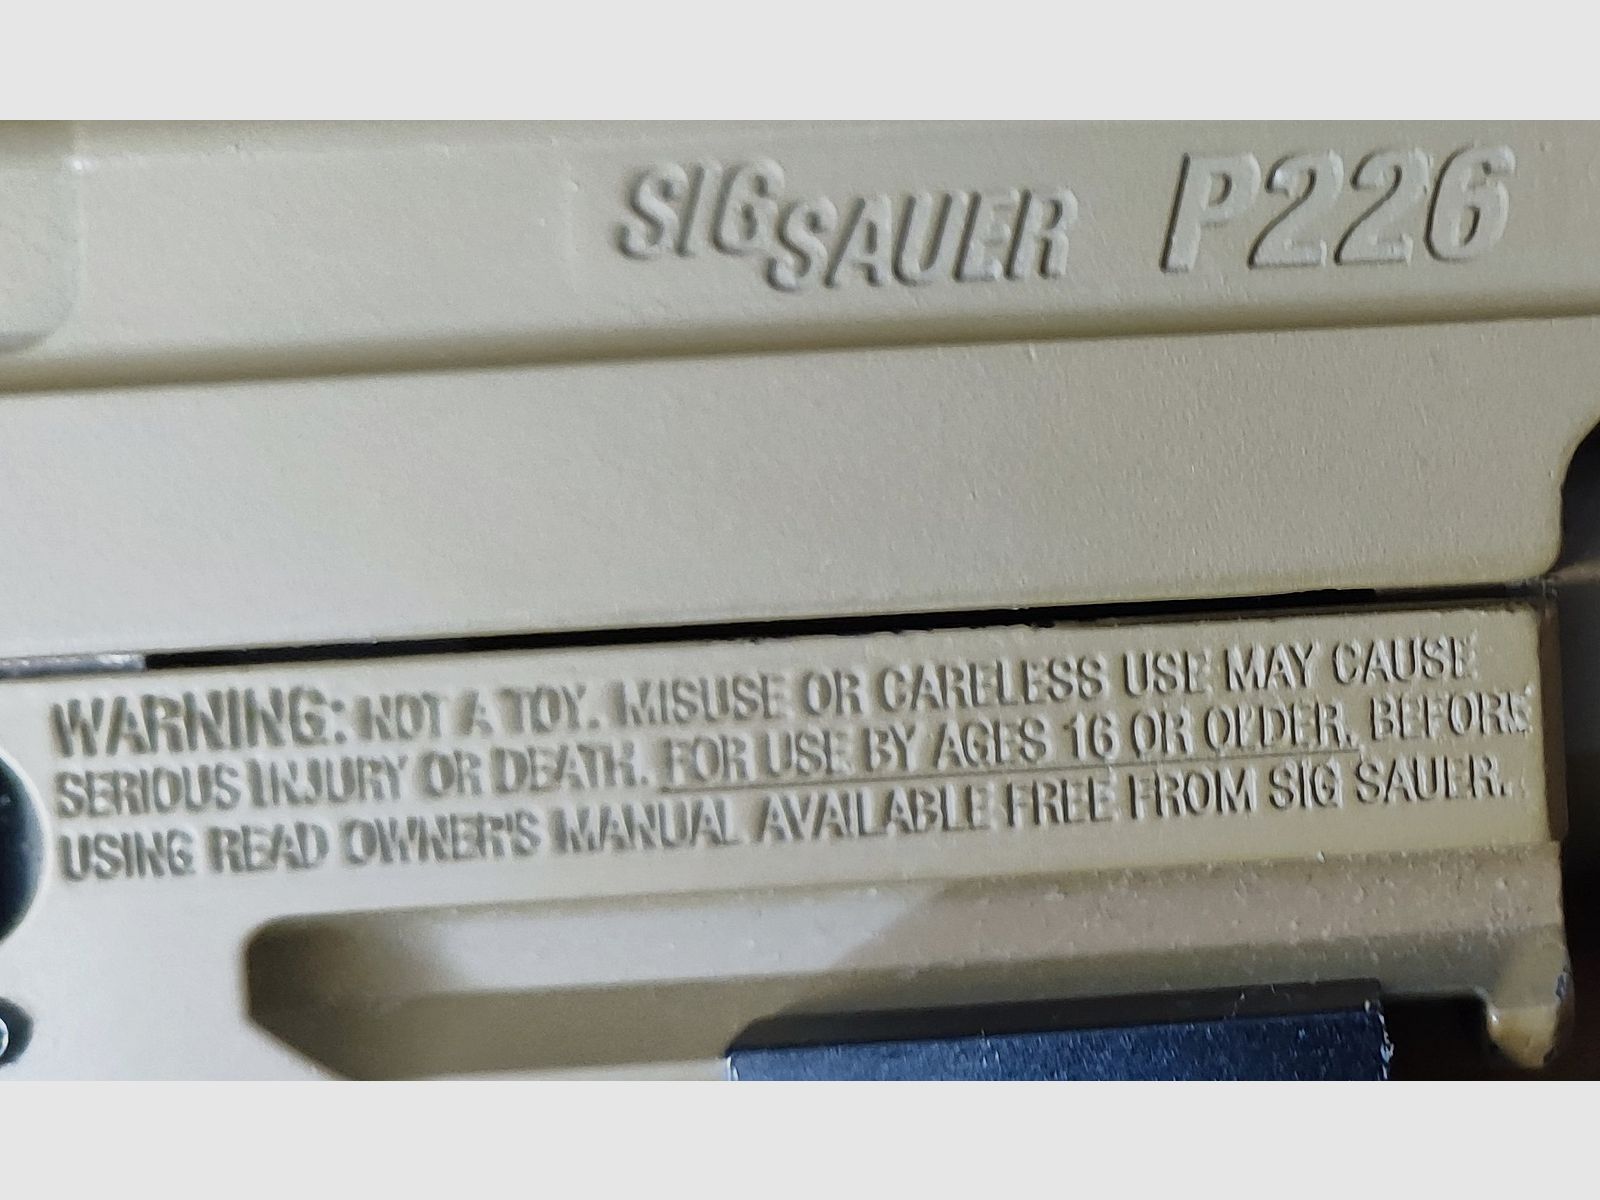 SIG SAUER P226
WARNING: NOT A TOY. MISUSE OR CARELESS USE MAY CAUSE
SERIOUS INJURY OR DEATH. FOR USE BY AGES 16 OR OLDER. BEFORE
USING READ OWNER'S MANUAL AVAILABLE FREE FROM SIG SAUER.